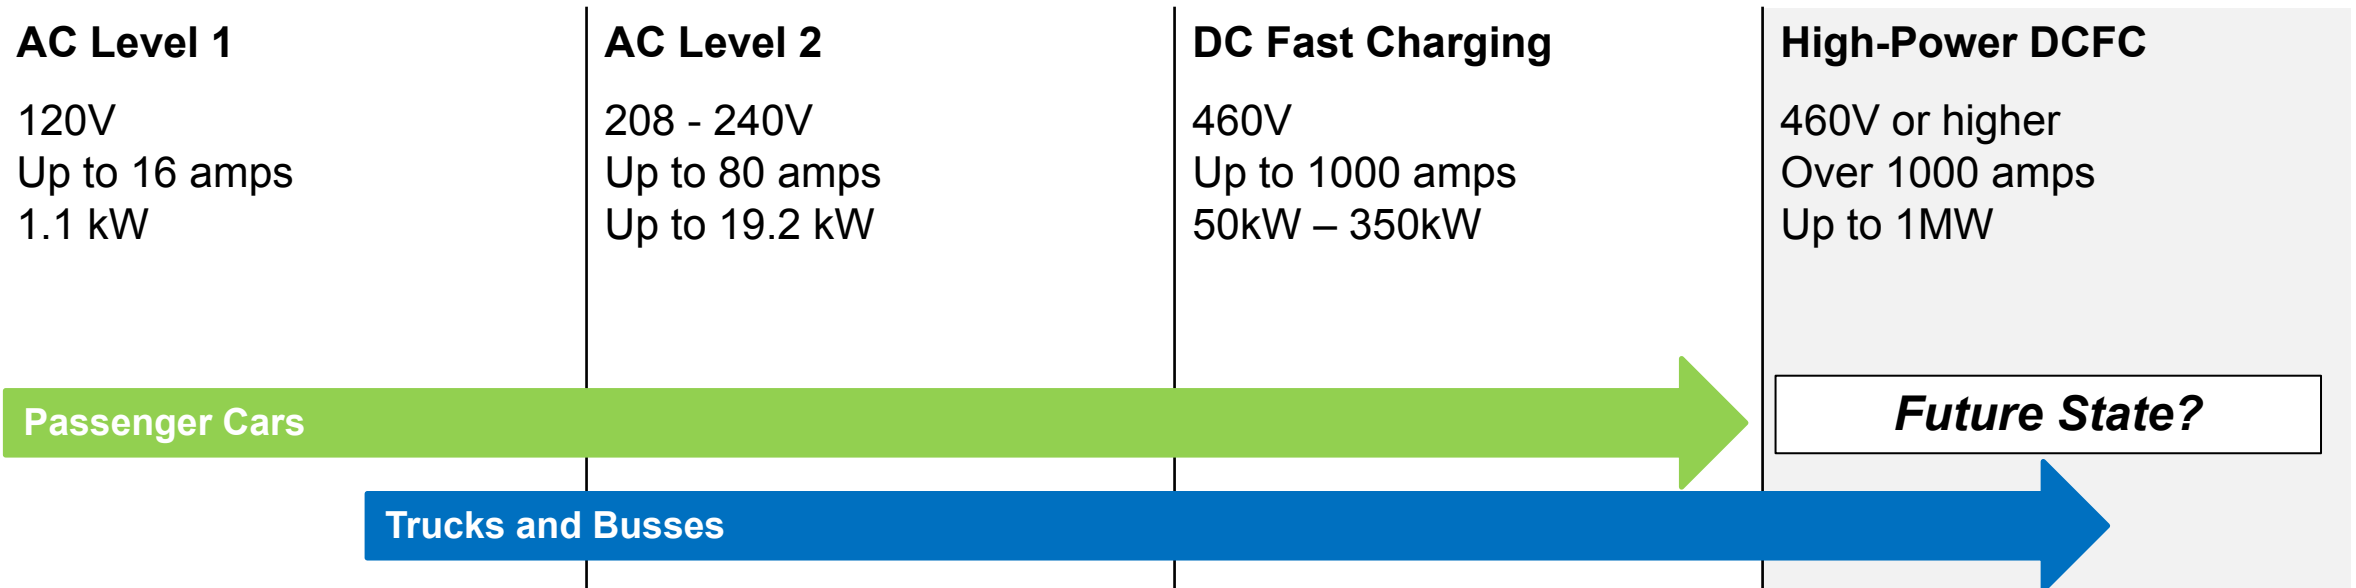 AC Level 1
120V
Up to 16 amps
1.1 kW
AC Level 2
208 - 240V
Up to 80 amps
Up to 19.2 kW
DC Fast Charging
460V
Up to 1000 amps
50kW – 350kW
High-Power DCFC
460V or higher
Over 1000 amps
Up to 1MW
Passenger Cars
Future State?
Trucks and Busses